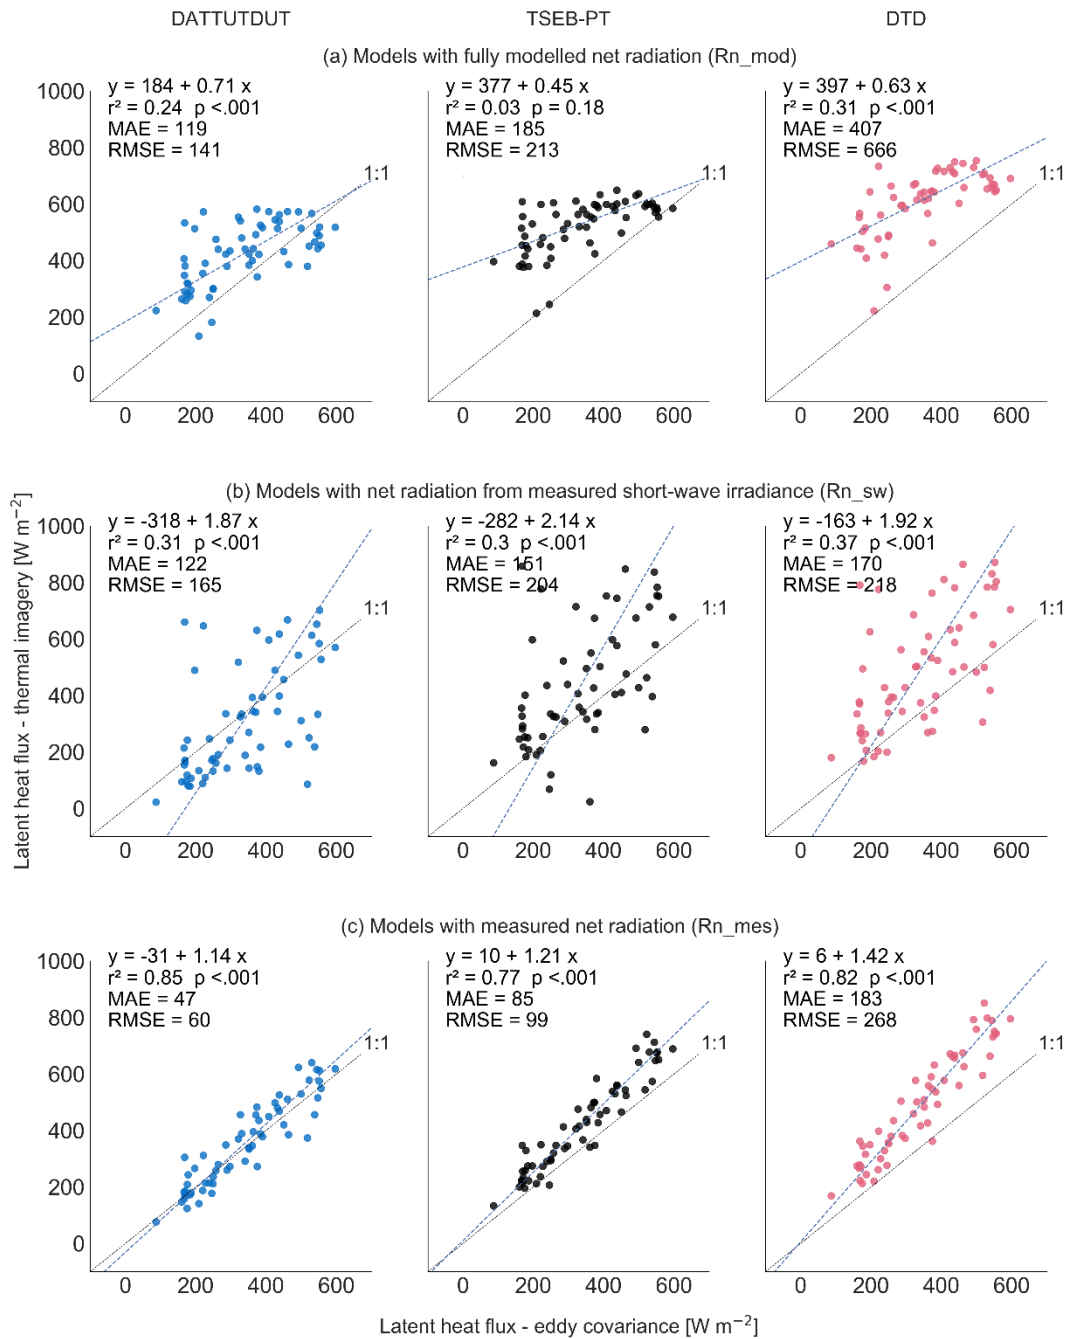 DATTUTDUT TSEB-PT DTD
(a) Models with fully modelled net radiation (Rn_mod)
y = 184 + 0.71 x
r² = 0.24 p <.001
MAE = 119
RMSE = 141
y = 377 + 0.45 x
r² = 0.03 p = 0.18
MAE = 185
RMSE = 213
y = 397 + 0.63 x
r² = 0.31 p <.001
MAE = 407
RMSE = 666
1:1 1:1 1:1
1000
800
600
400
200
0
0 200 400 600 0 200 400 600 0 200 400 600
(b) Models with net radiation from measured short-wave irradiance (Rn_sw)
y = -318 + 1.87 x
r² = 0.31 p <.001
MAE = 122
RMSE = 165
y = -282 + 2.14 x
r² = 0.3 p <.001
MAE = 151
RMSE = 204
y = -163 + 1.92 x
r² = 0.37 p <.001
MAE = 170
RMSE = 218
1:1 1:1 1:1
1000
800
600
400
200
0
0 200 400 600 0 200 400 600 0 200 400 600
Latent heat flux - thermal imagery [W m⁻²]
(c) Models with measured net radiation (Rn_mes)
y = -31 + 1.14 x
r² = 0.85 p <.001
MAE = 47
RMSE = 60
y = 10 + 1.21 x
r² = 0.77 p <.001
MAE = 85
RMSE = 99
y = 6 + 1.42 x
r² = 0.82 p <.001
MAE = 183
RMSE = 268
1:1 1:1 1:1
1000
800
600
400
200
0
0 200 400 600 0 200 400 600 0 200 400 600
Latent heat flux - eddy covariance [W m⁻²]